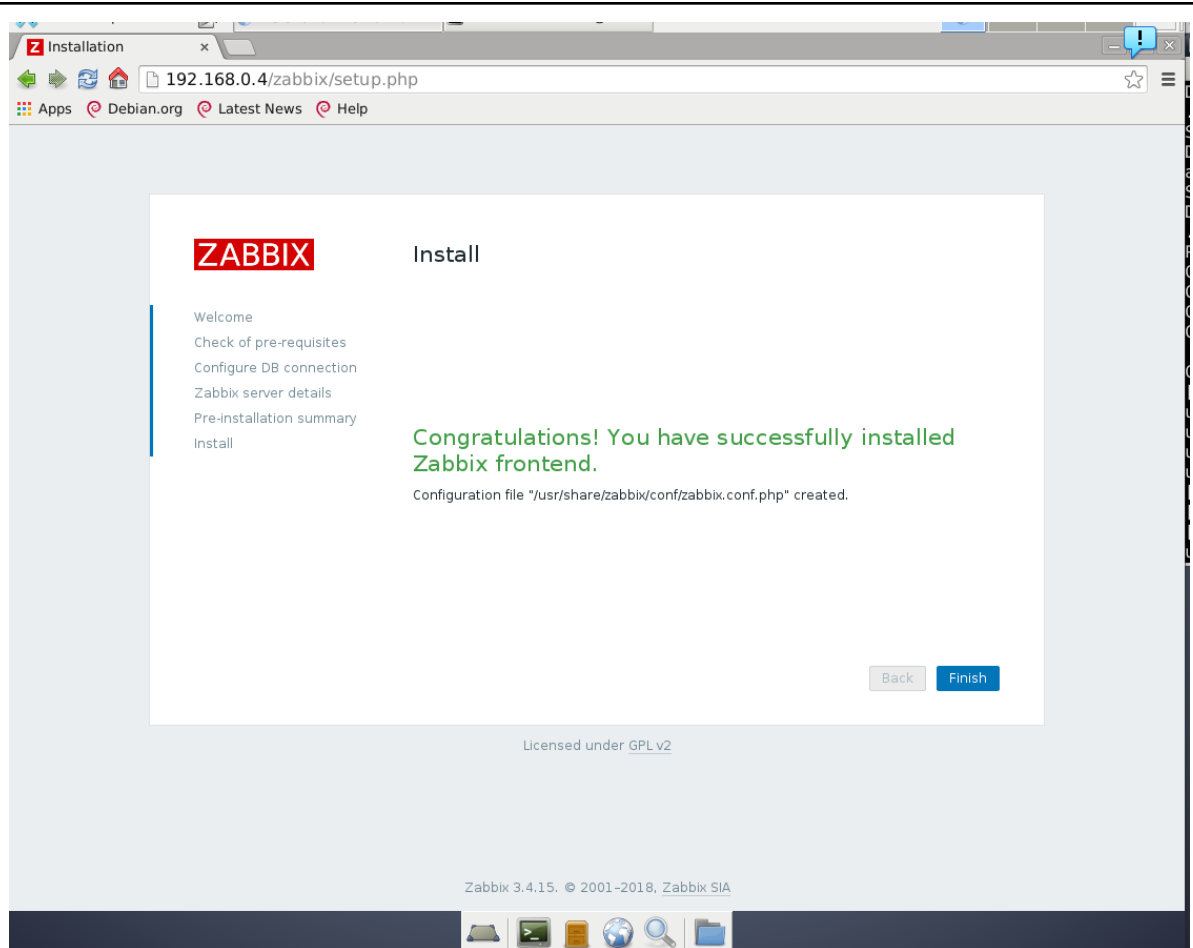 Installation
192.168.0.4/zabbix/setup.php
Apps Debian.org Latest News Help
ZABBIX
Install
Welcome
Check of pre-requisites
Configure DB connection
Zabbix server details
Pre-installation summary
Install
Congratulations! You have successfully installed
Zabbix frontend.
Configuration file "/usr/share/zabbix/conf/zabbix.conf.php" created.
Back Finish
Licensed under GPL v2
Zabbix 3.4.15. © 2001–2018, Zabbix SIA